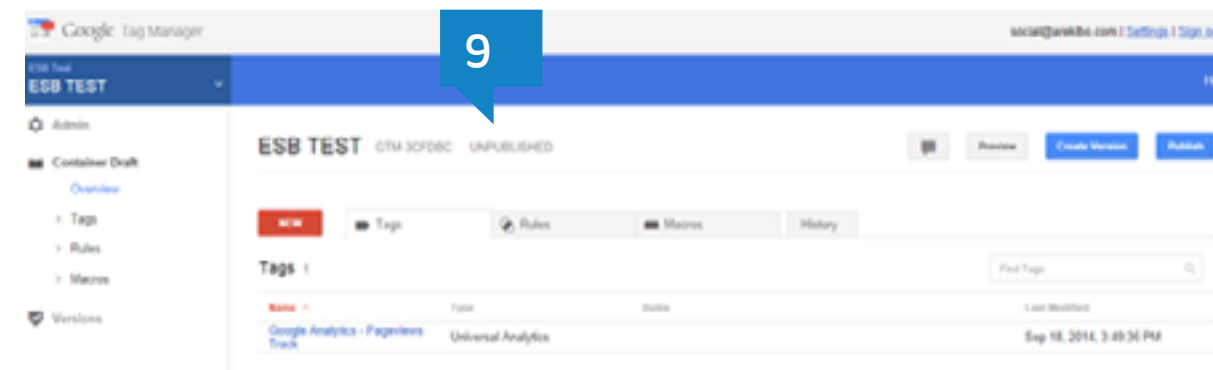 Google Tag Manager
9
social@arekibo.com | Settings | Sign
ESB Test
ESB TEST
Admin
ESB TEST UNPUBLISHED
Preview Create Version Publish
Container Draft
Overview
> Tags
NEW Tags Rules Macros History
> Rules
Tags 1
Find Tags
> Macros
Name Type Rules Last Modified
Versions
Google Analytics - Pageviews
Track
Universal Analytics
Sep 18, 2014, 3:49:36 PM